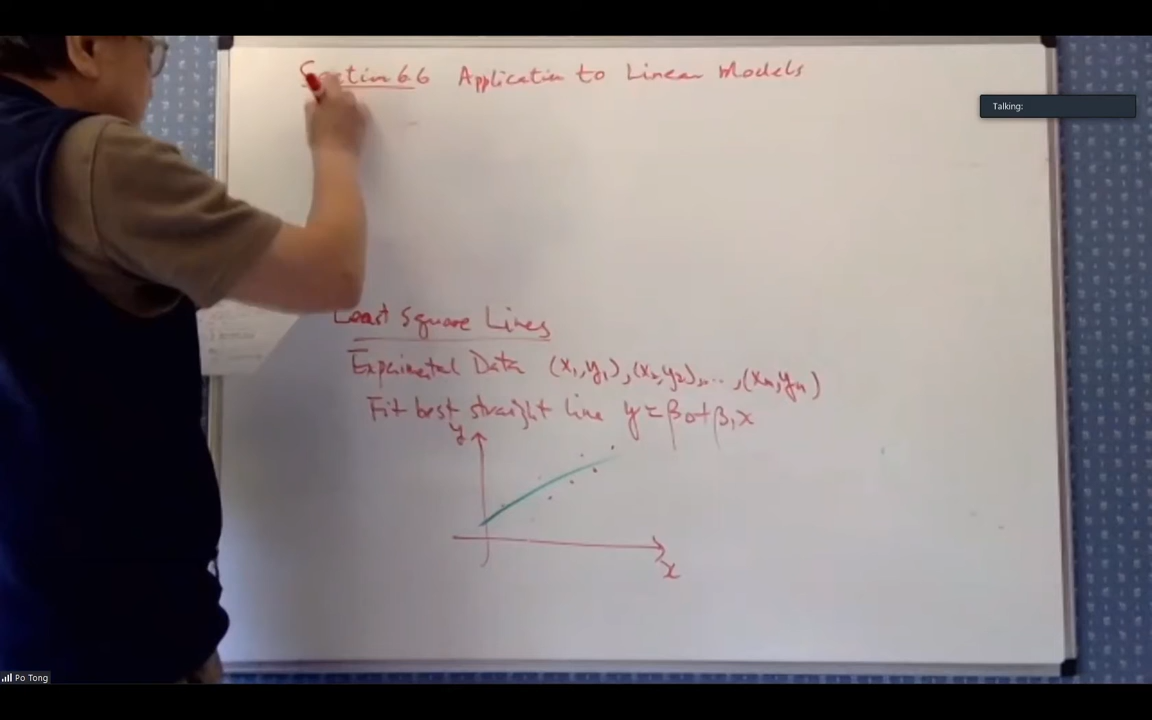 Section 6.6 Application to Linear Models
Talking:
Least Square Lines
Experimental Data (x₁,y₁),(x₂,y₂),...,(xₙ,yₙ)
Fit best straight line y = β₀+β₁x
y
x
Po Tong